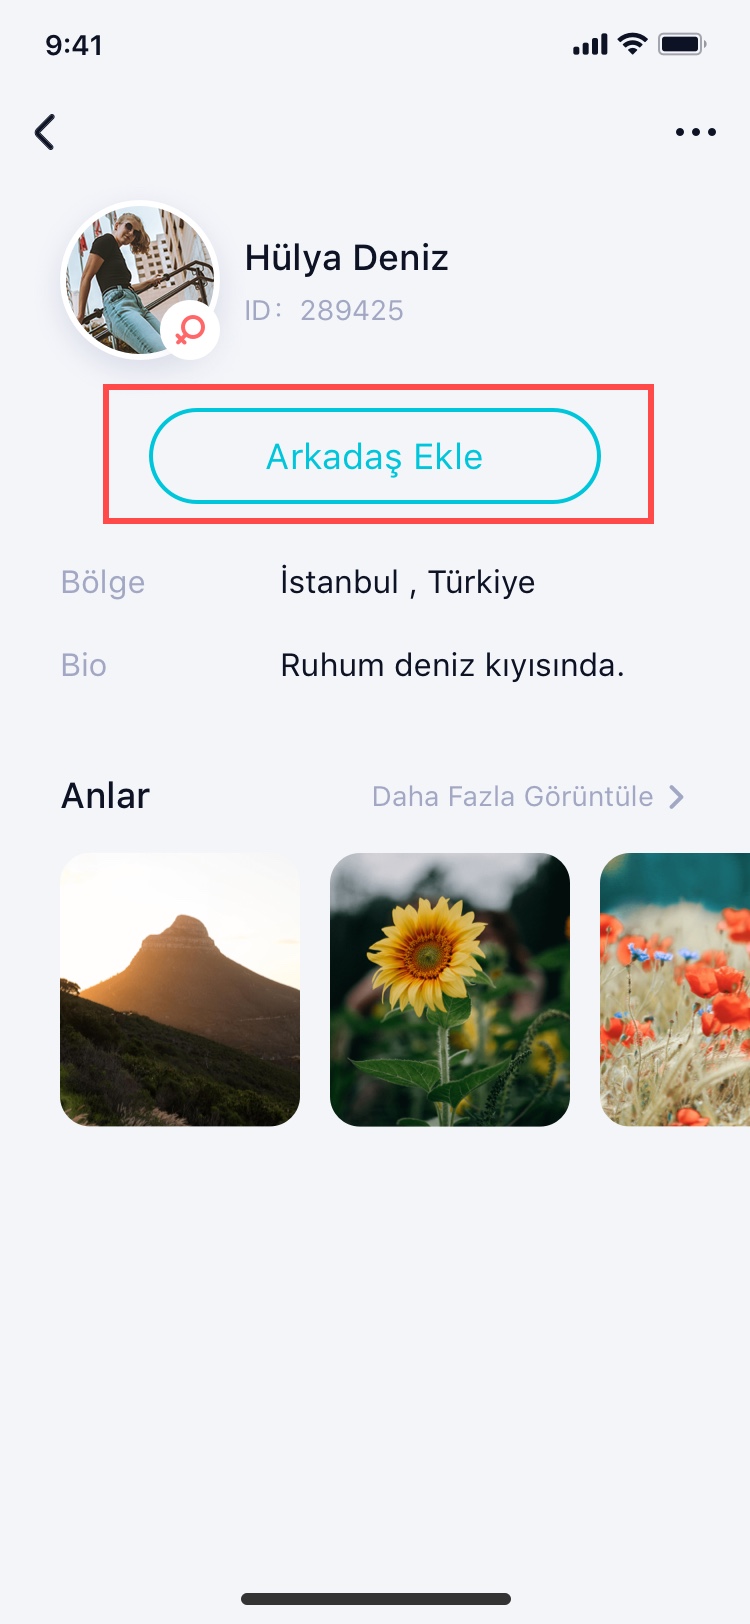 9:41
Hülya Deniz
ID: 289425
Arkadaş Ekle
Bölge İstanbul , Türkiye
Bio Ruhum deniz kıyısında.
Anlar Daha Fazla Görüntüle